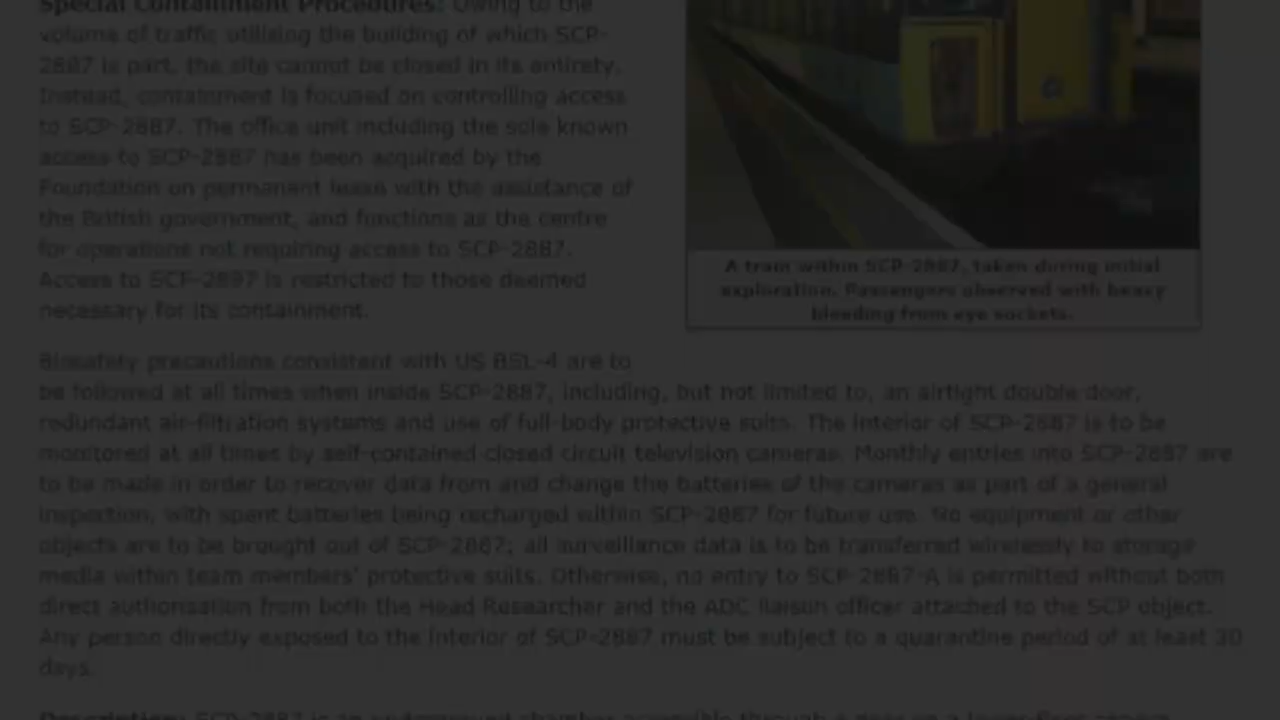 Special Containment Procedures: Owing to the
volume of traffic utilising the building of which SCP-
2887 is part, the site cannot be closed in its entirety.
Instead, containment is focused on controlling access
to SCP-2887. The office unit including the sole known
access to SCP-2887 has been acquired by the
Foundation on permanent lease with the assistance of
the British government, and functions as the centre
for operations not requiring access to SCP-2887.
Access to SCP-2887 is restricted to those deemed
necessary for its containment.
A train within SCP-2887, taken during initial
exploration. Passengers observed with heavy
bleeding from eye sockets.
Biosafety precautions consistent with US BSL-4 are to
be followed at all times when inside SCP-2887, including, but not limited to, an airtight double-door,
redundant air-filtration systems and use of full-body protective suits. The interior of SCP-2887 is to be
monitored at all times by self-contained closed circuit television cameras. Monthly entries into SCP-2887 are
to be made in order to recover data from and change the batteries of the cameras as part of a general
inspection, with spent batteries being recharged within SCP-2887 for future use. No equipment or other
objects are to be brought out of SCP-2887; all surveillance data is to be transferred wirelessly to storage
media within team members' protective suits. Otherwise, no entry to SCP-2887-A is permitted without both
direct authorisation from both the Head Researcher and the ADC liaison officer attached to the SCP object.
Any person directly exposed to the interior of SCP-2887 must be subject to a quarantine period of at least 30
days.
Description: SCP-2887 is an underground chamber accessible through a door on a lower floor